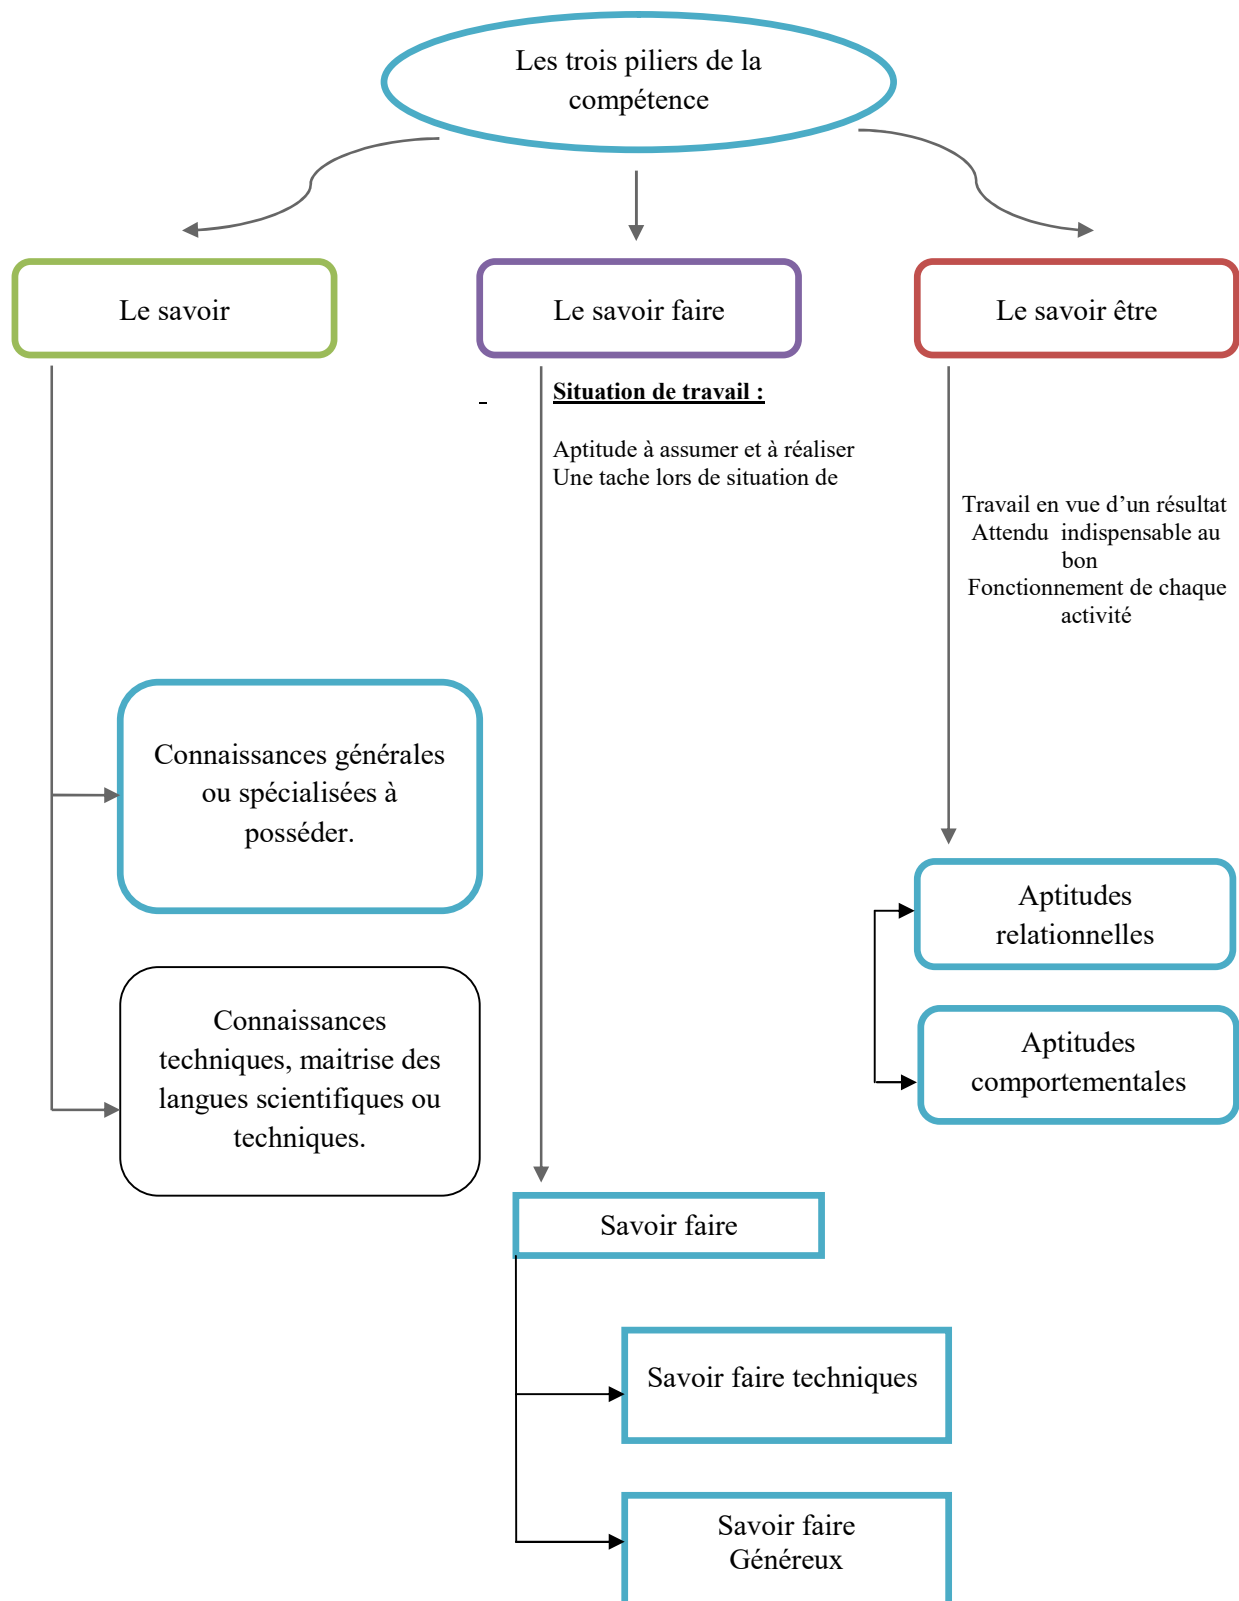 Les trois piliers de la
compétence
Le savoir
Le savoir faire
Le savoir être
Situation de travail :
Aptitude à assumer et à réaliser
Une tache lors de situation de
Travail en vue d’un résultat
Attendu  indispensable au
bon
Fonctionnement de chaque
activité
Connaissances générales
ou spécialisées à
posséder.
Aptitudes
relationnelles
Connaissances
techniques, maitrise des
langues scientifiques ou
techniques.
Aptitudes
comportementales
Savoir faire
Savoir faire techniques
Savoir faire
Généreux